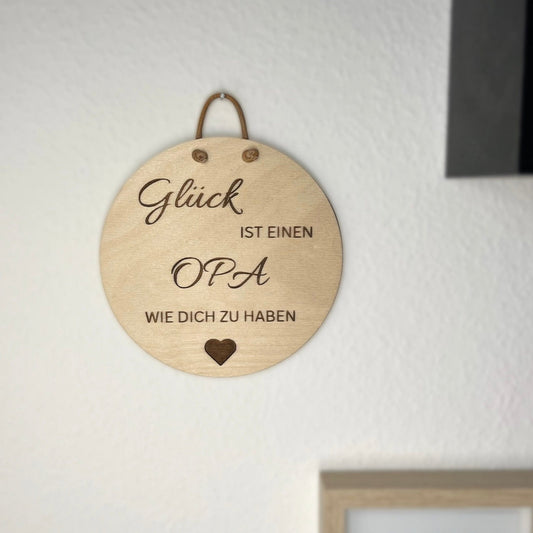 Glück
IST EINEN
OPA
WIE DICH ZU HABEN